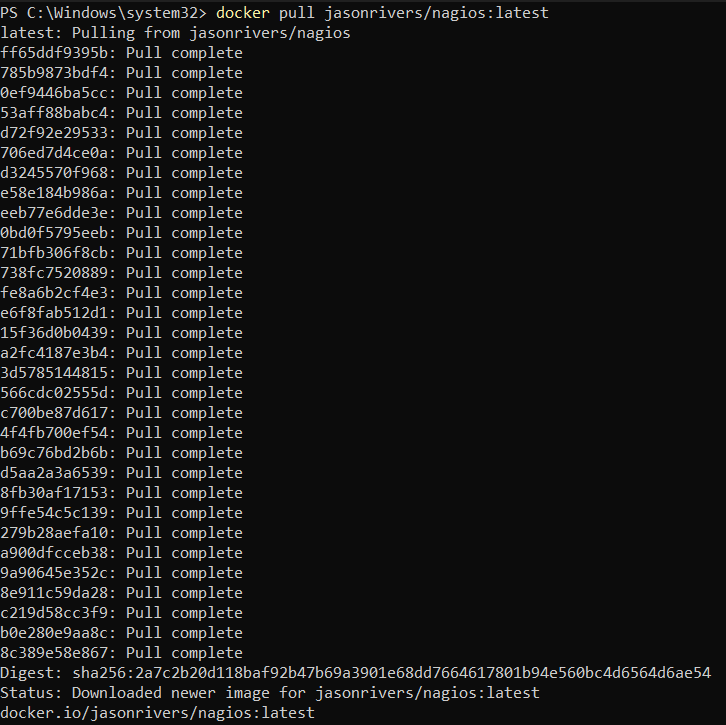 PS C:\Windows\system32> docker pull jasonrivers/nagios:latest
latest: Pulling from jasonrivers/nagios
ff65ddf9395b: Pull complete
785b9873bdf4: Pull complete
0ef9446ba5cc: Pull complete
53aff88babc4: Pull complete
d72f92e29533: Pull complete
706ed7d4ce0a: Pull complete
d3245570f968: Pull complete
e58e184b986a: Pull complete
eeb77e6dde3e: Pull complete
0bd0f5795eeb: Pull complete
71bfb306f8cb: Pull complete
738fc7520889: Pull complete
fe8a6b2cf4e3: Pull complete
e6f8fab512d1: Pull complete
15f36d0b0439: Pull complete
a2fc4187e3b4: Pull complete
3d5785144815: Pull complete
566cdc02555d: Pull complete
c700be87d617: Pull complete
4f4fb700ef54: Pull complete
b69c76bd2b6b: Pull complete
d5aa2a3a6539: Pull complete
8fb30af17153: Pull complete
9ffe54c5c139: Pull complete
279b28aefa10: Pull complete
a900dfcceb38: Pull complete
9a90645e352c: Pull complete
8e911c59da28: Pull complete
c219d58cc3f9: Pull complete
b0e280e9aa8c: Pull complete
8c389e58e867: Pull complete
Digest: sha256:2a7c2b20d118baf92b47b69a3901e68dd7664617801b94e560bc4d6564d6ae54
Status: Downloaded newer image for jasonrivers/nagios:latest
docker.io/jasonrivers/nagios:latest